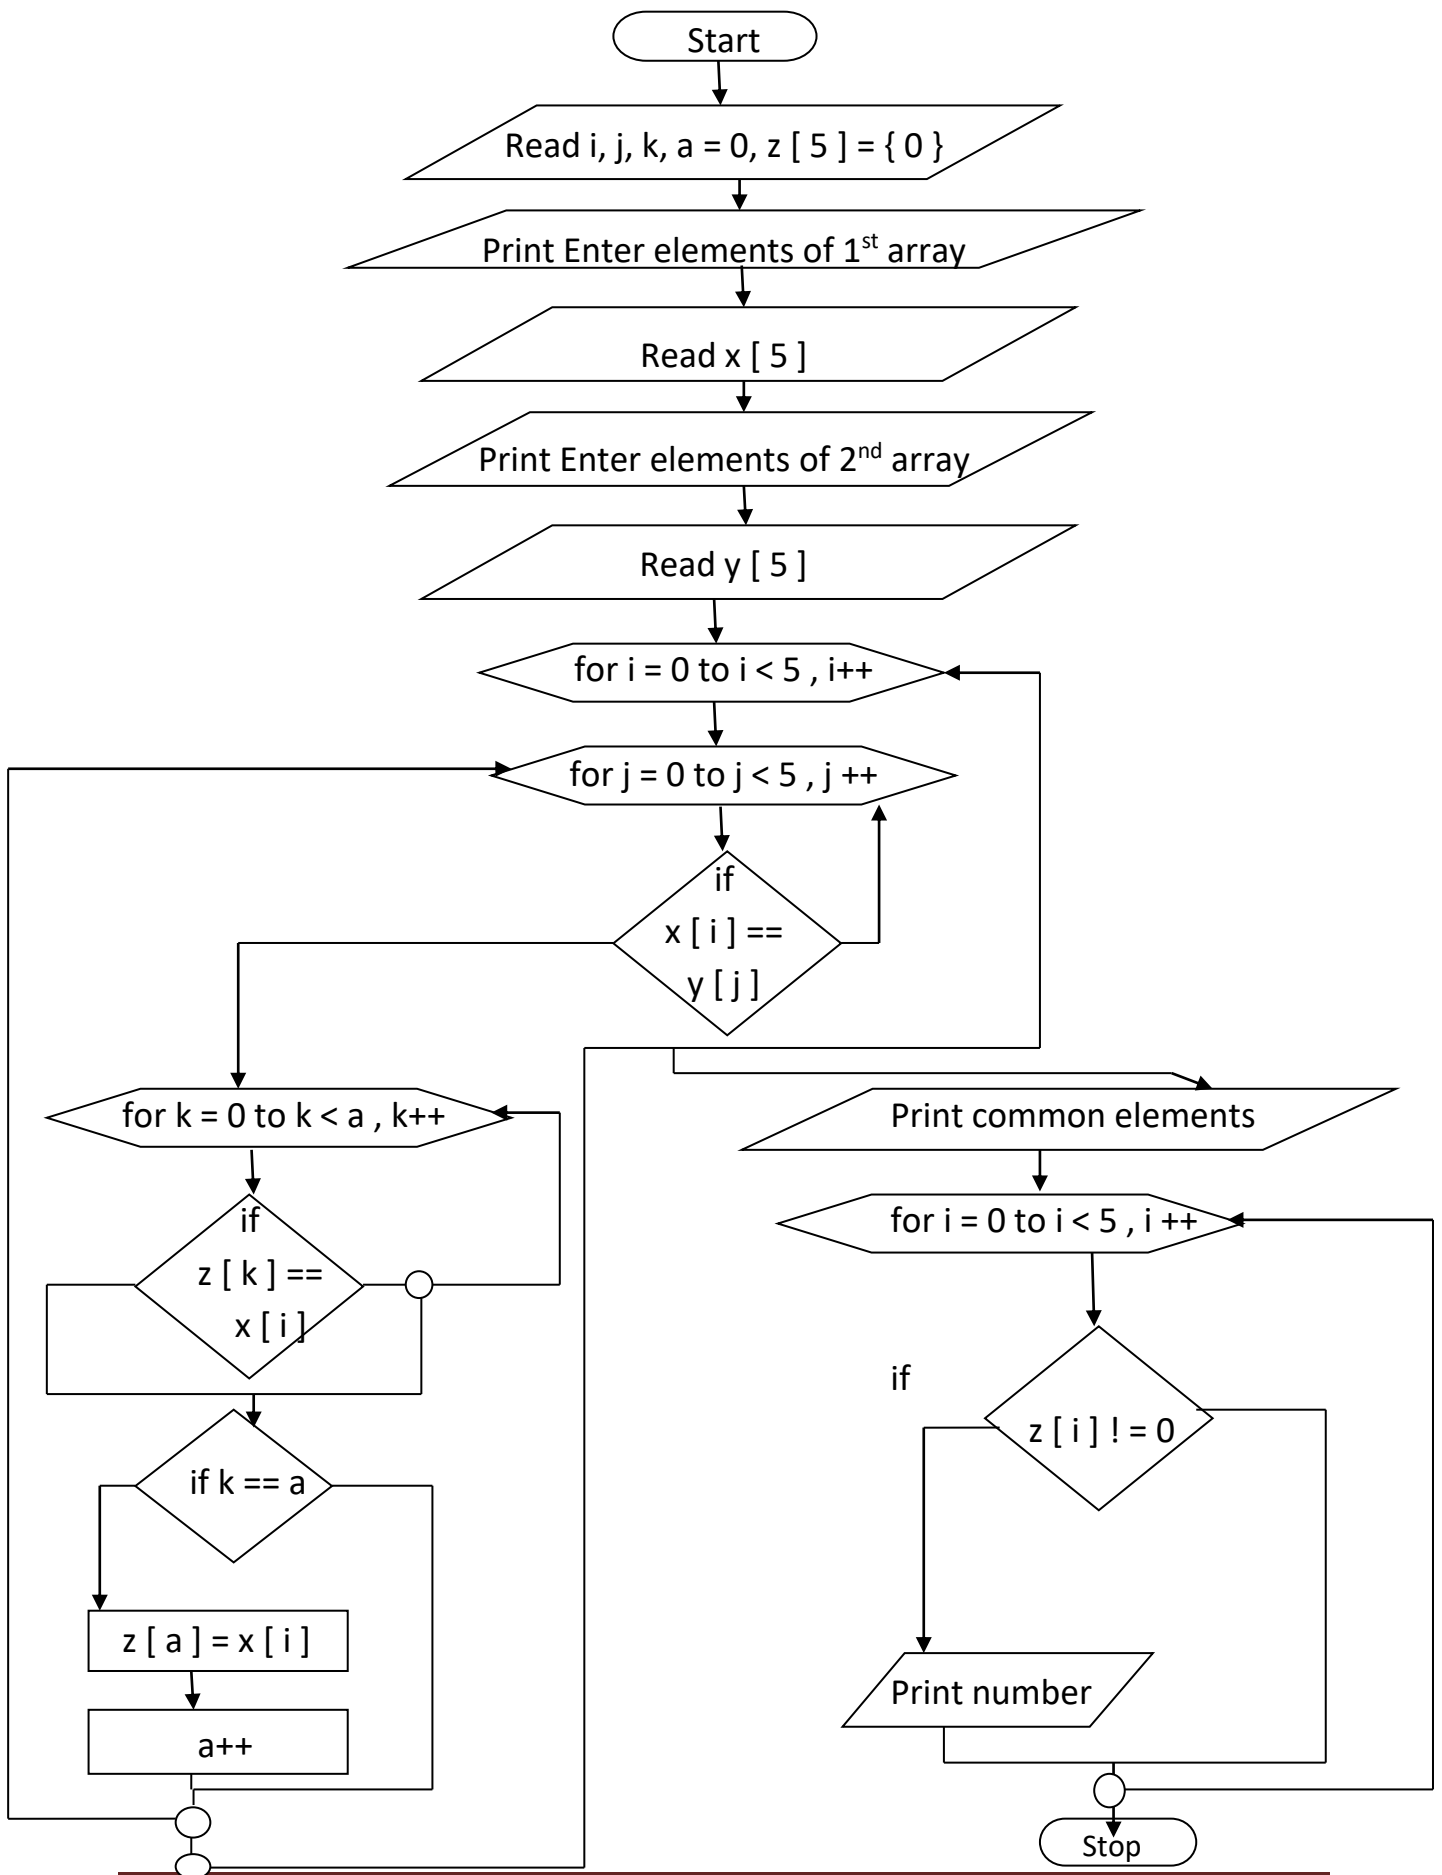 Start
Read i, j, k, a = 0, z [ 5 ] = { 0 }
Print Enter elements of 1st array
Read x [ 5 ]
Print Enter elements of 2nd array
Read y [ 5 ]
for i = 0 to i < 5 , i++
for j = 0 to j < 5 , j ++
if
x [ i ] ==
y [ j ]
for k = 0 to k < a , k++
if
z [ k ] ==
x [ i ]
if k == a
z [ a ] = x [ i ]
a++
Print common elements
for i = 0 to i < 5 , i ++
if
z [ i ] ! = 0
Print number
Stop